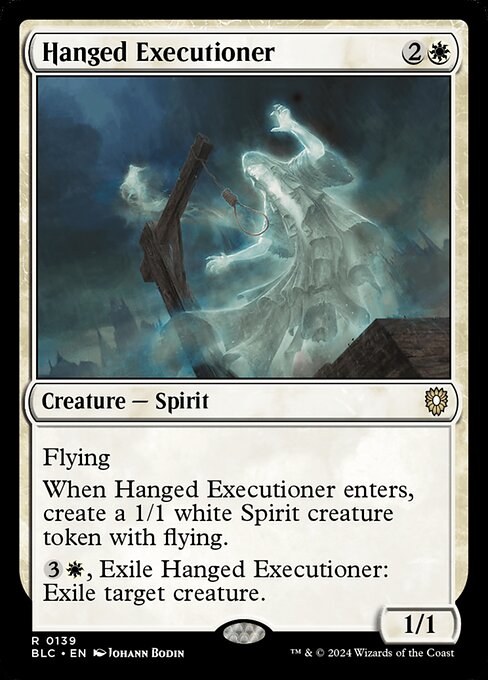 Hanged Executioner 2
Creature — Spirit
Flying
When Hanged Executioner enters,
create a 1/1 white Spirit creature
token with flying.
3, Exile Hanged Executioner:
Exile target creature.
1/1
R 0139
BLC • EN Johann Bodin
™ & © 2024 Wizards of the Coast